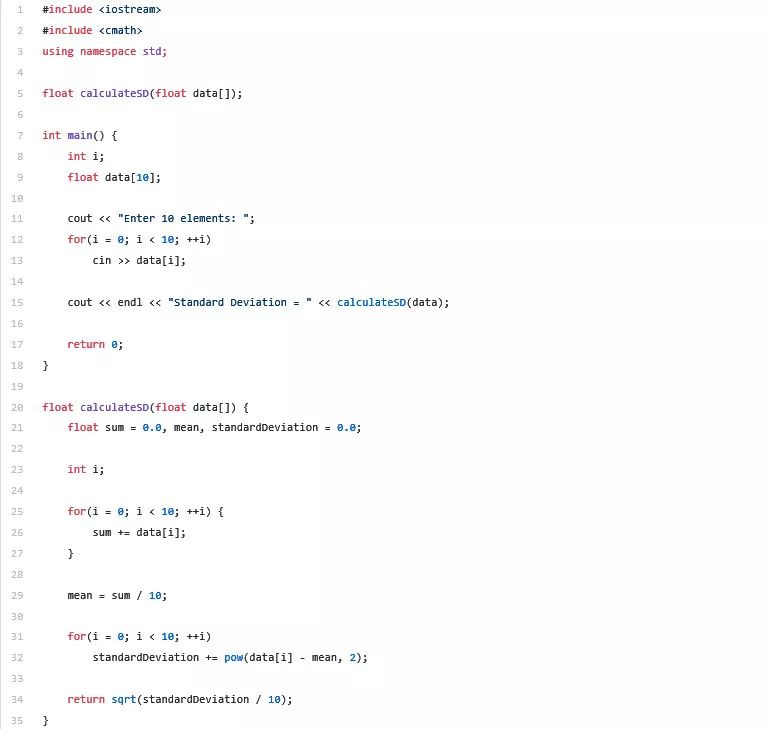 1 #include <iostream>
2 #include <cmath>
3 using namespace std;
4
5 float calculateSD(float data[]);
6
7 int main() {
8     int i;
9     float data[10];
10
11     cout << "Enter 10 elements: ";
12     for(i = 0; i < 10; ++i)
13         cin >> data[i];
14
15     cout << endl << "Standard Deviation = " << calculateSD(data);
16
17     return 0;
18 }
19
20 float calculateSD(float data[]) {
21     float sum = 0.0, mean, standardDeviation = 0.0;
22
23     int i;
24
25     for(i = 0; i < 10; ++i) {
26         sum += data[i];
27     }
28
29     mean = sum / 10;
30
31     for(i = 0; i < 10; ++i)
32         standardDeviation += pow(data[i] - mean, 2);
33
34     return sqrt(standardDeviation / 10);
35 }